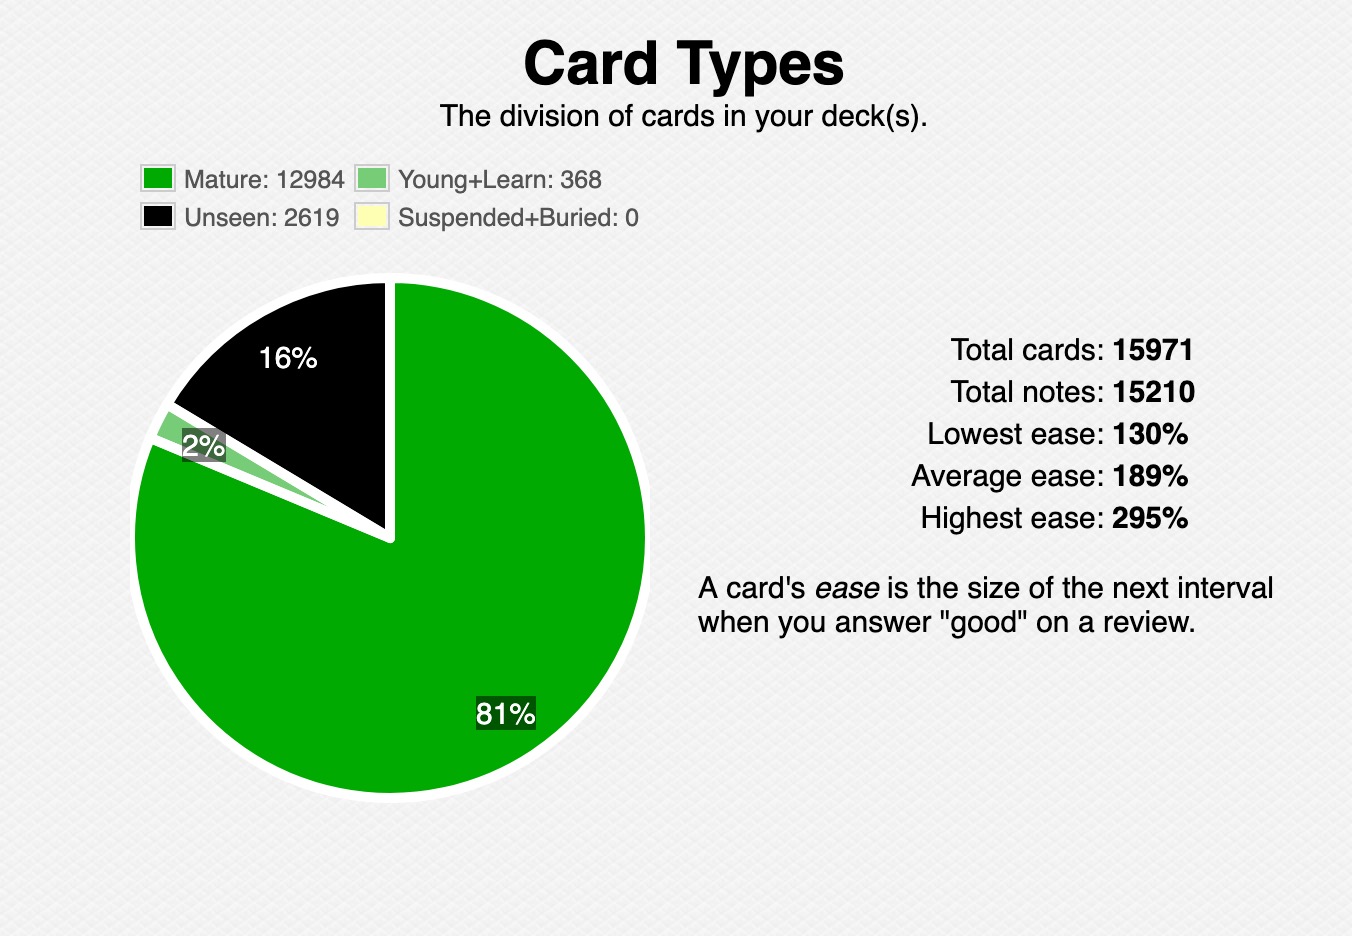 Card Types
The division of cards in your deck(s).
Mature: 12984 Young+Learn: 368
Unseen: 2619 Suspended+Buried: 0
16%
2%
81%
Total cards: 15971
Total notes: 15210
Lowest ease: 130%
Average ease: 189%
Highest ease: 295%
A card's ease is the size of the next interval
when you answer "good" on a review.